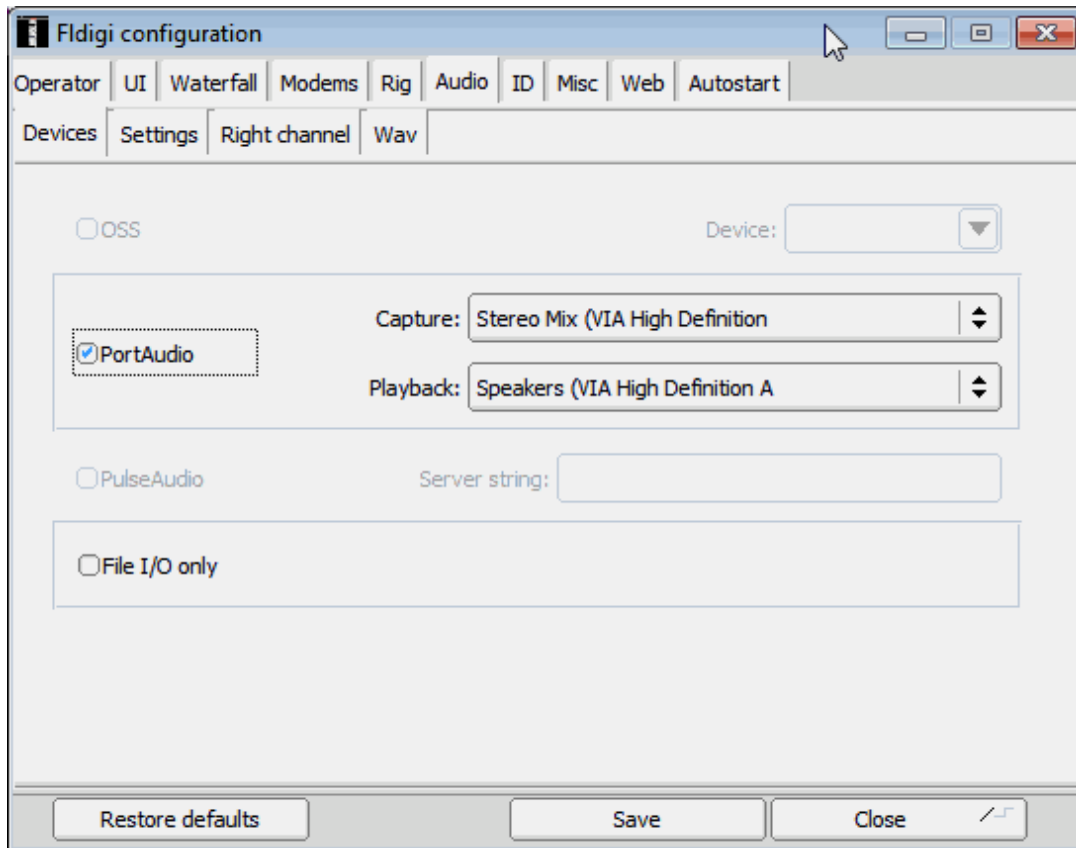 Fldigi configuration
Operator UI Waterfall Modems Rig Audio ID Misc Web Autostart
Devices Settings Right channel Wav
OSS Device:
Capture: Stereo Mix (VIA High Definition
PortAudio
Playback: Speakers (VIA High Definition A
PulseAudio Server string:
File I/O only
Restore defaults Save Close